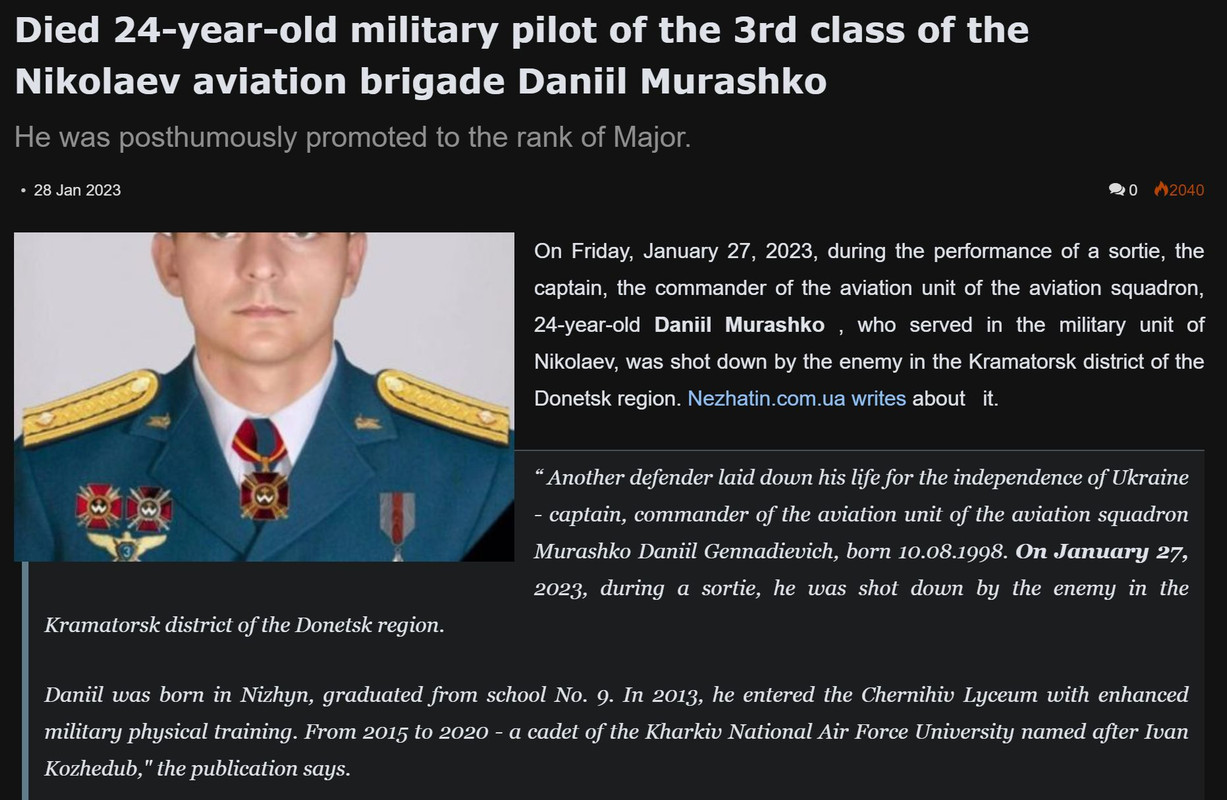 Died 24-year-old military pilot of the 3rd class of the
Nikolaev aviation brigade Daniil Murashko
He was posthumously promoted to the rank of Major.
• 28 Jan 2023
0 2040
On Friday, January 27, 2023, during the performance of a sortie, the
captain, the commander of the aviation unit of the aviation squadron,
24-year-old Daniil Murashko , who served in the military unit of
Nikolaev, was shot down by the enemy in the Kramatorsk district of the
Donetsk region. Nezhatin.com.ua writes about it.
3
“ Another defender laid down his life for the independence of Ukraine
- captain, commander of the aviation unit of the aviation squadron
Murashko Daniil Gennadievich, born 10.08.1998. On January 27,
2023, during a sortie, he was shot down by the enemy in the
Kramatorsk district of the Donetsk region.
Daniil was born in Nizhyn, graduated from school No. 9. In 2013, he entered the Chernihiv Lyceum with enhanced
military physical training. From 2015 to 2020 - a cadet of the Kharkiv National Air Force University named after Ivan
Kozhedub," the publication says.